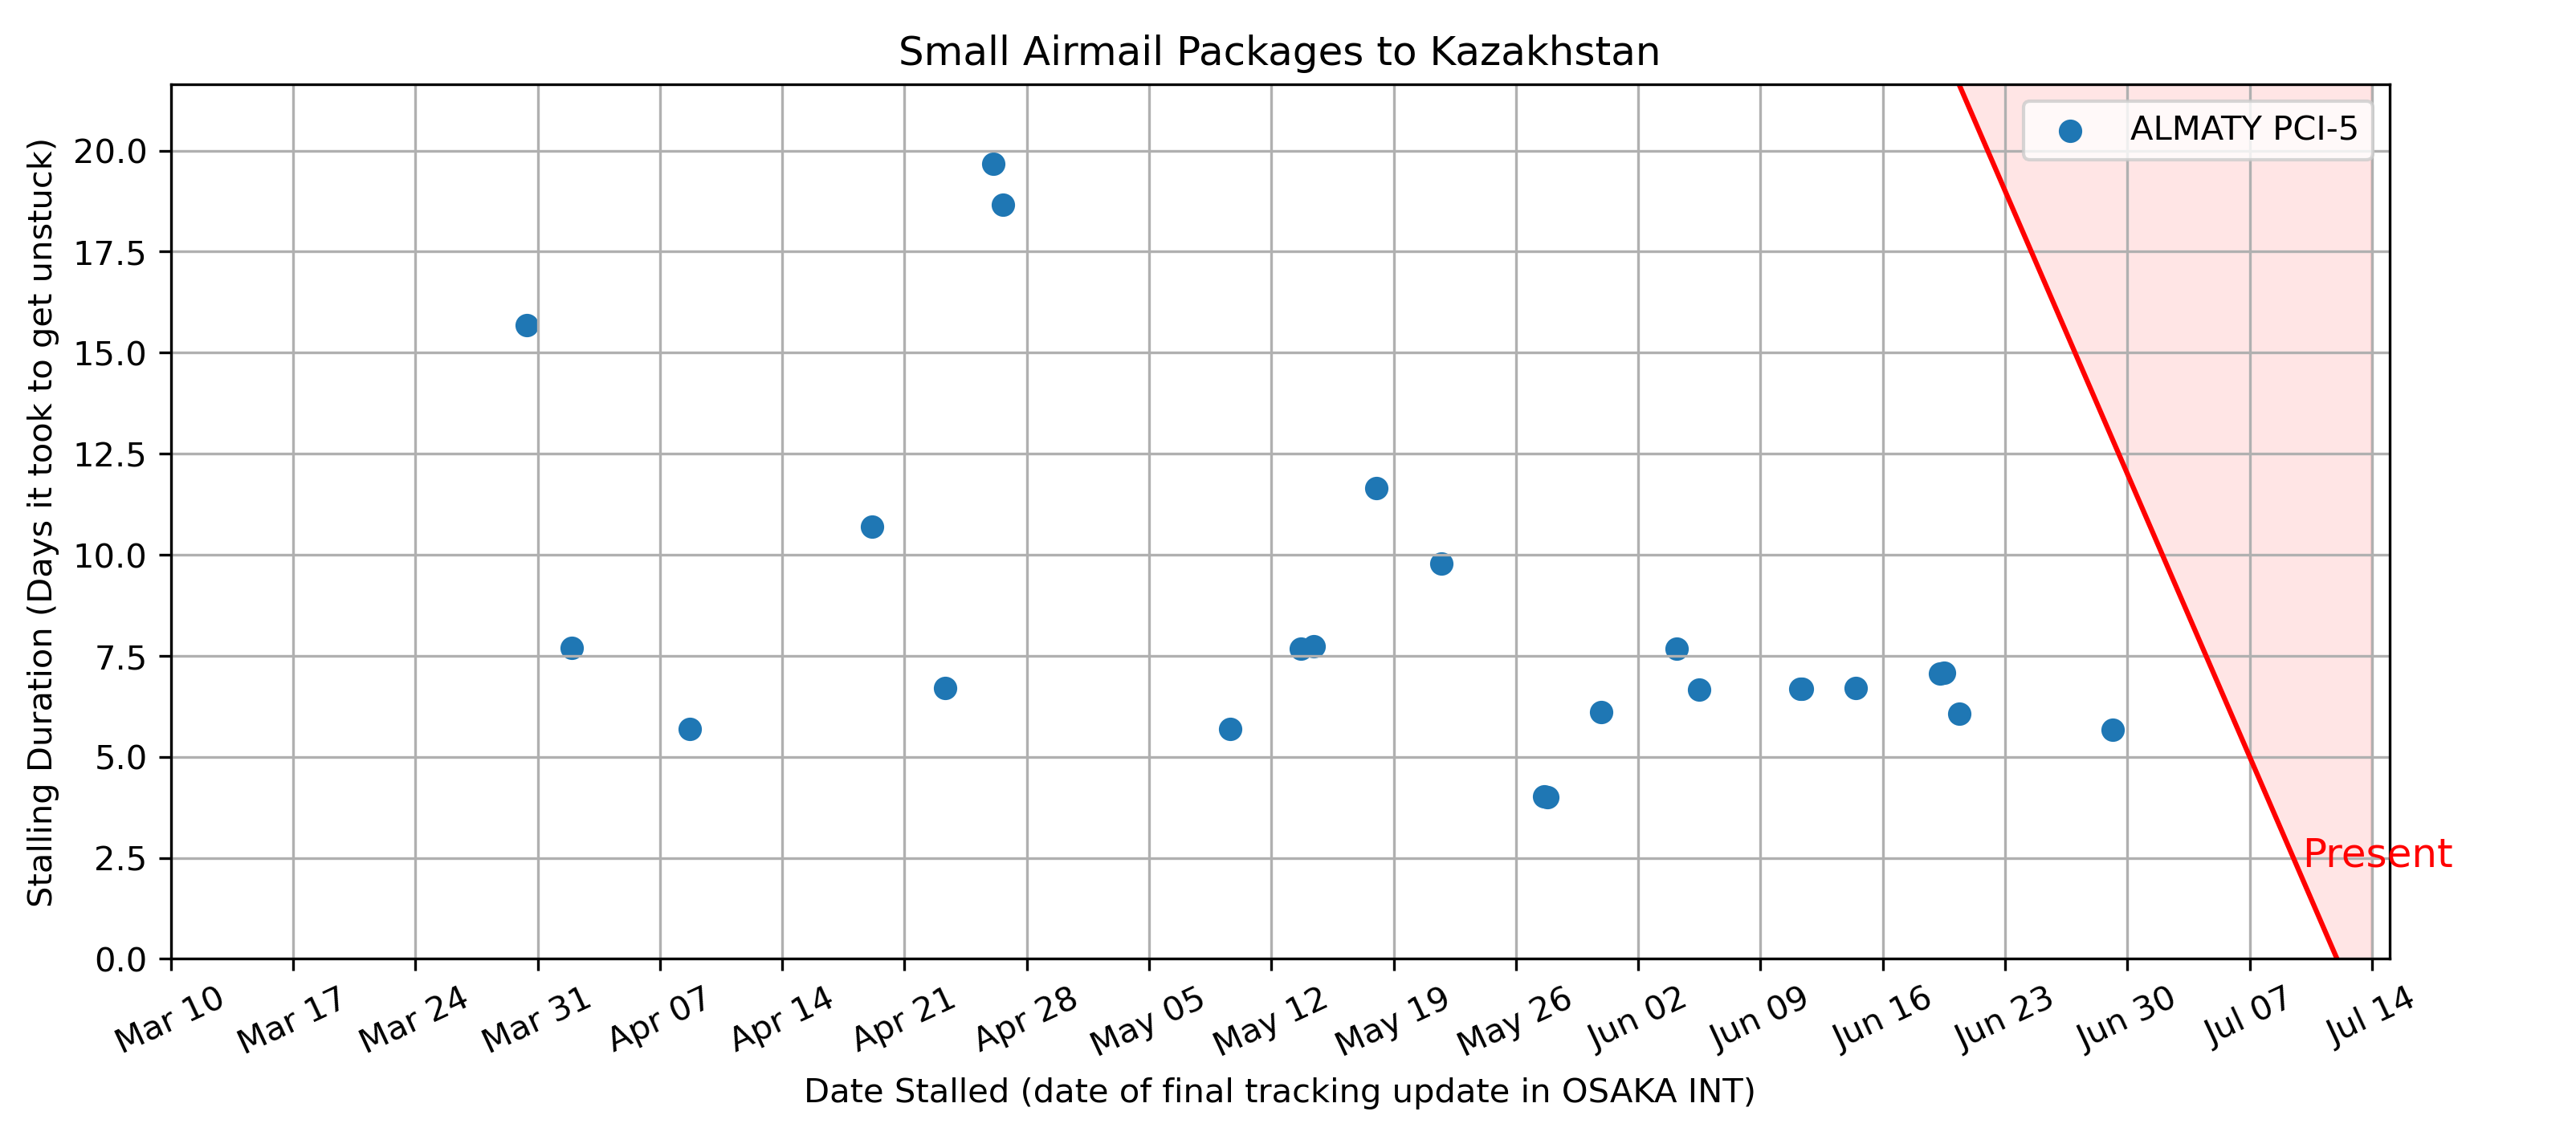 Small Airmail Packages to Kazakhstan
ALMATY PCI-5
Stalling Duration (Days it took to get unstuck)
20.0
17.5
15.0
12.5
10.0
7.5
5.0
2.5
0.0
Present
Mar 10
Mar 17
Mar 24
Mar 31
Apr 07
Apr 14
Apr 21
Apr 28
May 05
May 12
May 19
May 26
Jun 02
Jun 09
Jun 16
Jun 23
Jun 30
Jul 07
Jul 14
Date Stalled (date of final tracking update in OSAKA INT)